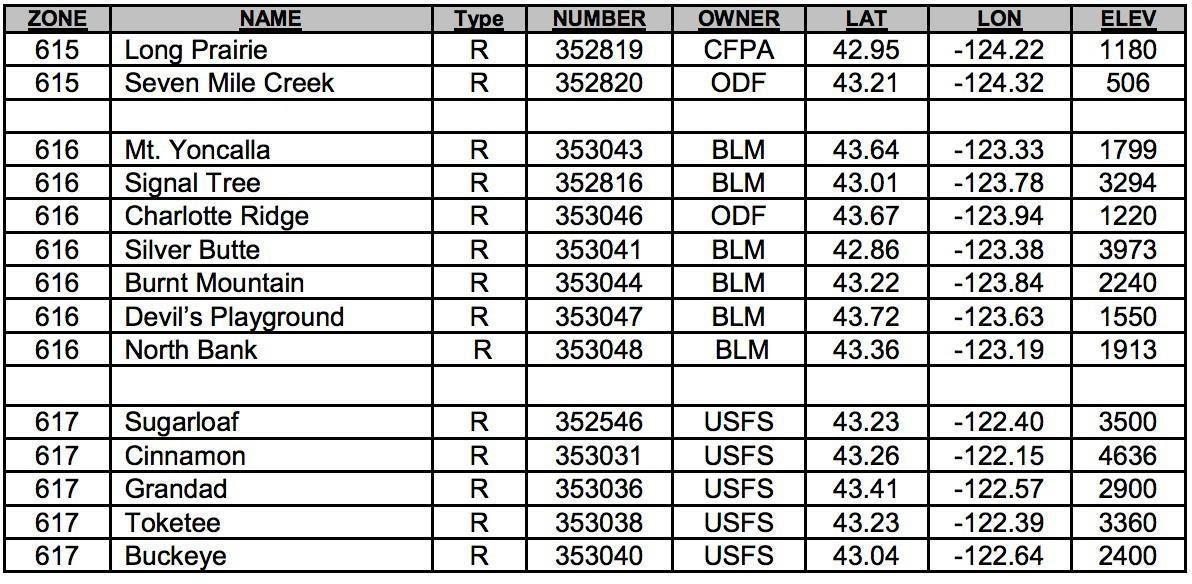 ZONE NAME Type NUMBER OWNER LAT LON ELEV
615 Long Prairie R 352819 CFPA 42.95 -124.22 1180
615 Seven Mile Creek R 352820 ODF 43.21 -124.32 506
616 Mt. Yoncalla R 353043 BLM 43.64 -123.33 1799
616 Signal Tree R 352816 BLM 43.01 -123.78 3294
616 Charlotte Ridge R 353046 ODF 43.67 -123.94 1220
616 Silver Butte R 353041 BLM 42.86 -123.38 3973
616 Burnt Mountain R 353044 BLM 43.22 -123.84 2240
616 Devil’s Playground R 353047 BLM 43.72 -123.63 1550
616 North Bank R 353048 BLM 43.36 -123.19 1913
617 Sugarloaf R 352546 USFS 43.23 -122.40 3500
617 Cinnamon R 353031 USFS 43.26 -122.15 4636
617 Grandad R 353036 USFS 43.41 -122.57 2900
617 Toketee R 353038 USFS 43.23 -122.39 3360
617 Buckeye R 353040 USFS 43.04 -122.64 2400